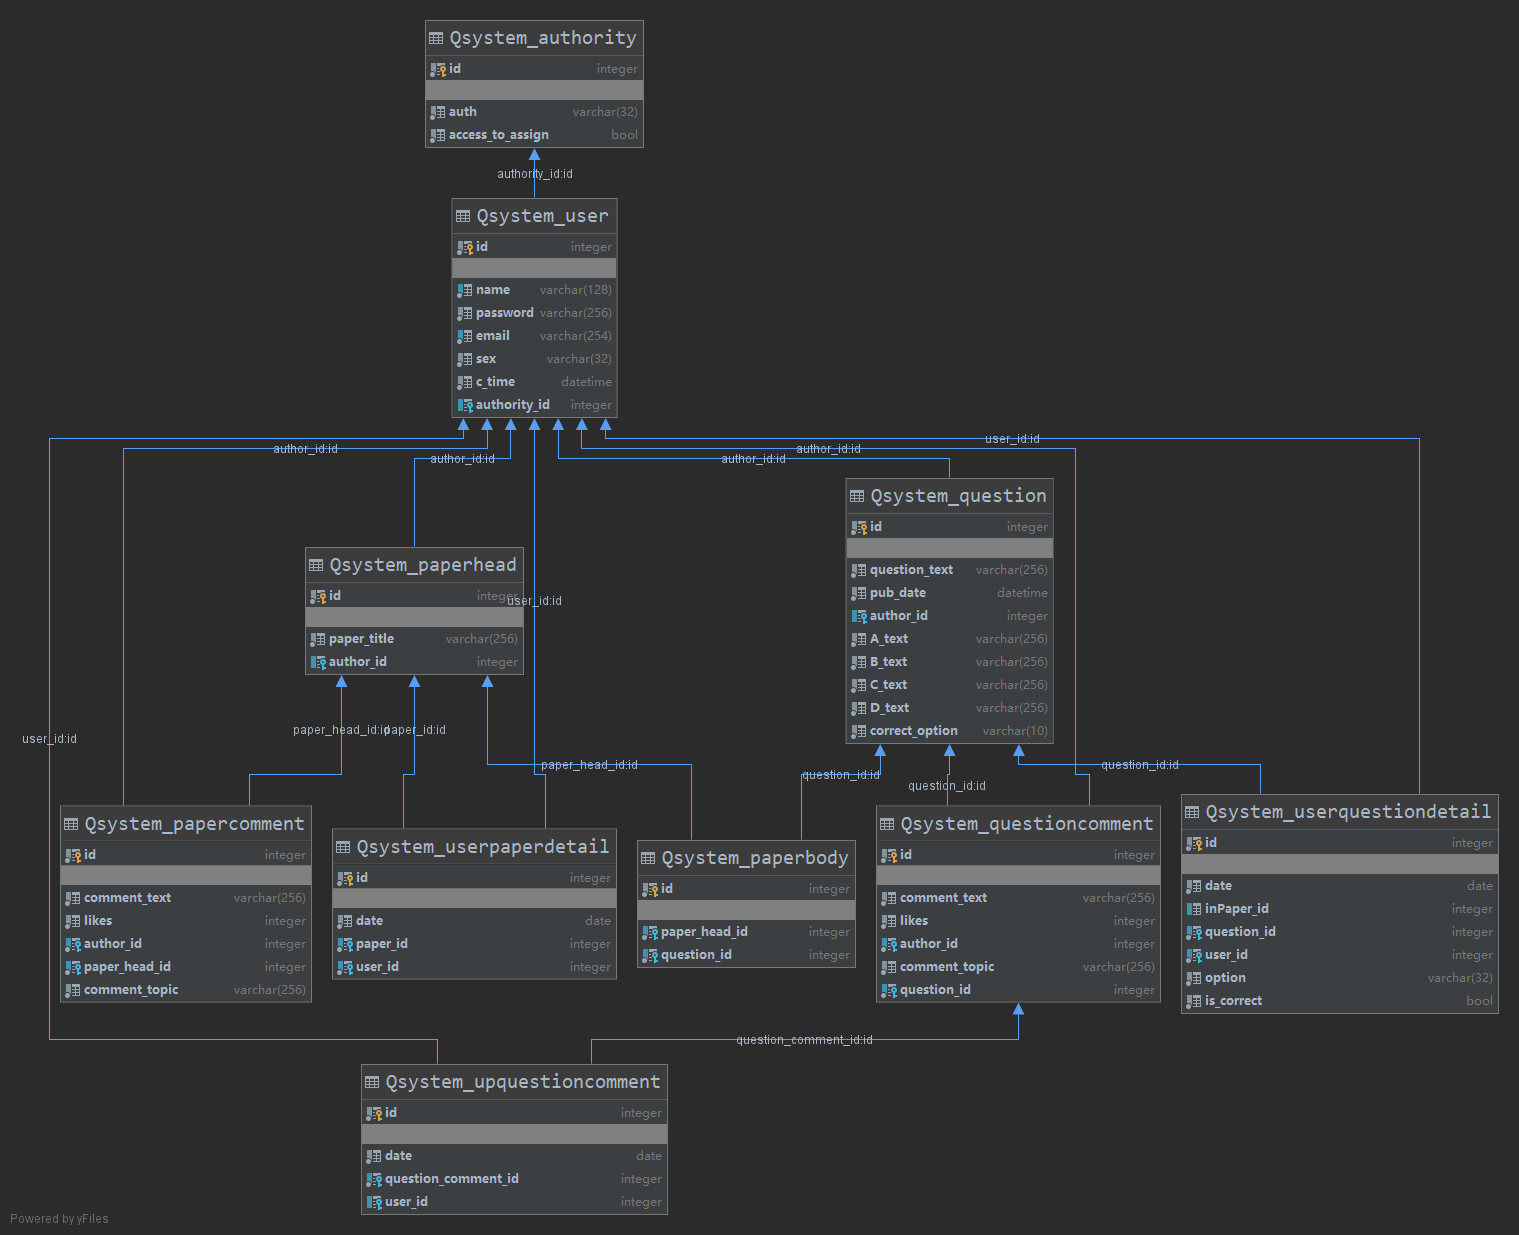 Qsystem_authority
id integer
auth varchar(32)
access_to_assign bool
authority_id:id
Qsystem_user
id integer
name varchar(128)
password varchar(256)
email varchar(254)
sex varchar(32)
c_time datetime
authority_id integer
user_id:id
author_id:id
author_id:id
author_id:id
author_id:id
Qsystem_question
id integer
question_text varchar(256)
pub_date datetime
author_id integer
A_text varchar(256)
B_text varchar(256)
C_text varchar(256)
D_text varchar(256)
correct_option varchar(10)
Qsystem_paperhead
id integer
paper_title varchar(256)
author_id integer
user_id:id
user_id:id
paper_head_id:id
paper_id:id
paper_head_id:id
question_id:id
question_id:id
question_id:id
Qsystem_papercomment
id integer
comment_text varchar(256)
likes integer
author_id integer
paper_head_id integer
comment_topic varchar(256)
Qsystem_userpaperdetail
id integer
date date
paper_id integer
user_id integer
Qsystem_paperbody
id integer
paper_head_id integer
question_id integer
Qsystem_questioncomment
id integer
comment_text varchar(256)
likes integer
author_id integer
comment_topic varchar(256)
question_id integer
Qsystem_userquestiondetail
id integer
date date
inPaper_id integer
question_id integer
user_id integer
option varchar(32)
is_correct bool
question_comment_id:id
Qsystem_upquestioncomment
id integer
date date
question_comment_id integer
user_id integer
Powered by yFiles